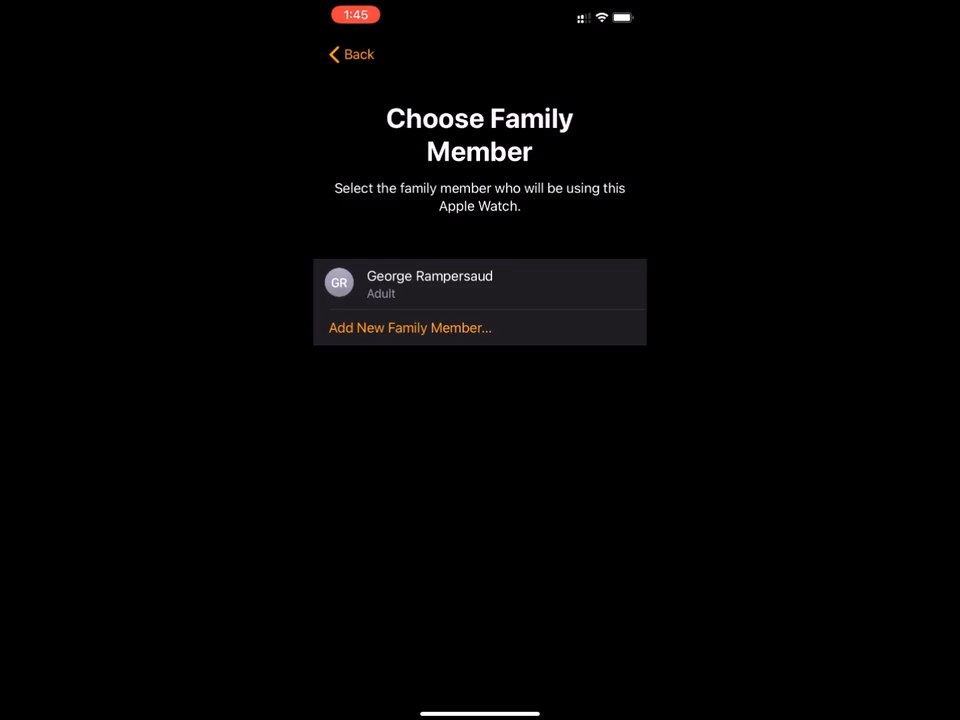 1:45
Back
Choose Family
Member
Select the family member who will be using this
Apple Watch.
GR
George Rampersaud
Adult
Add New Family Member...